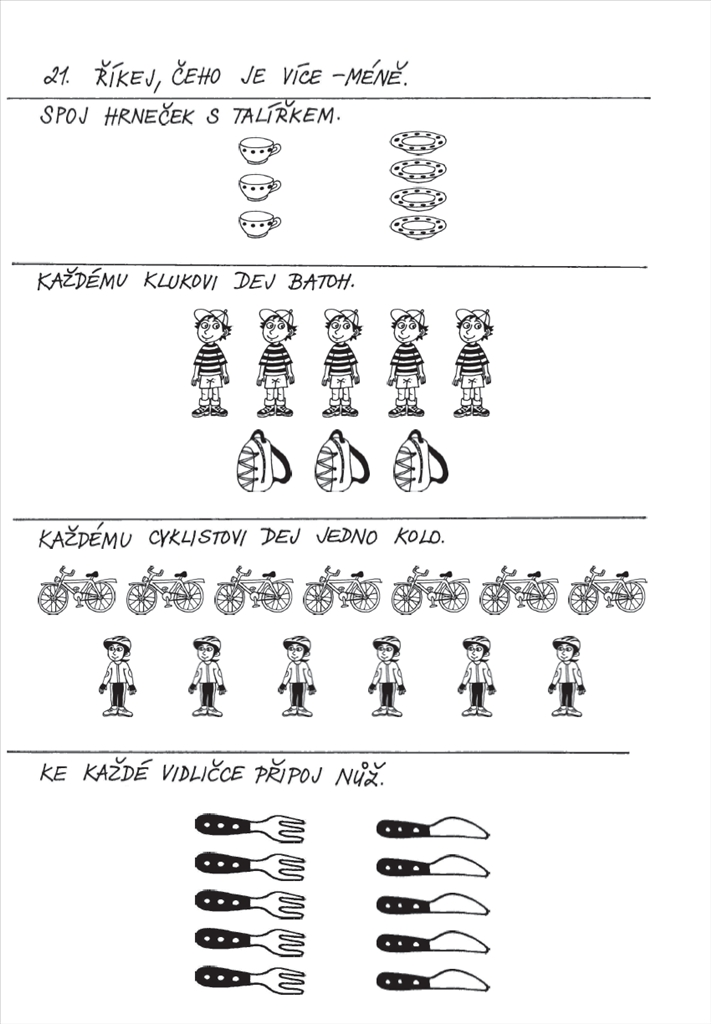 21. ŘÍKEJ, ČEHO JE VÍCE – MÉNĚ.
SPOJ HRNEČEK S TALÍŘKEM.
KAŽDÉMU KLUKOVI DEJ BATOH.
KAŽDÉMU CYKLISTOVI DEJ JEDNO KOLO.
KE KAŽDÉ VIDLIČCE PŘIPOJ NŮŽ.